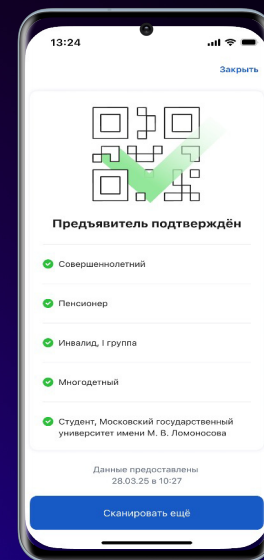 13:24
Закрыть
Предъявитель подтверждён
Совершеннолетний
Пенсионер
Инвалид, I группа
Многодетный
Студент, Московский государственный
университет имени М. В. Ломоносова
Данные предоставлены
28.03.25 в 10:27
Сканировать ещё